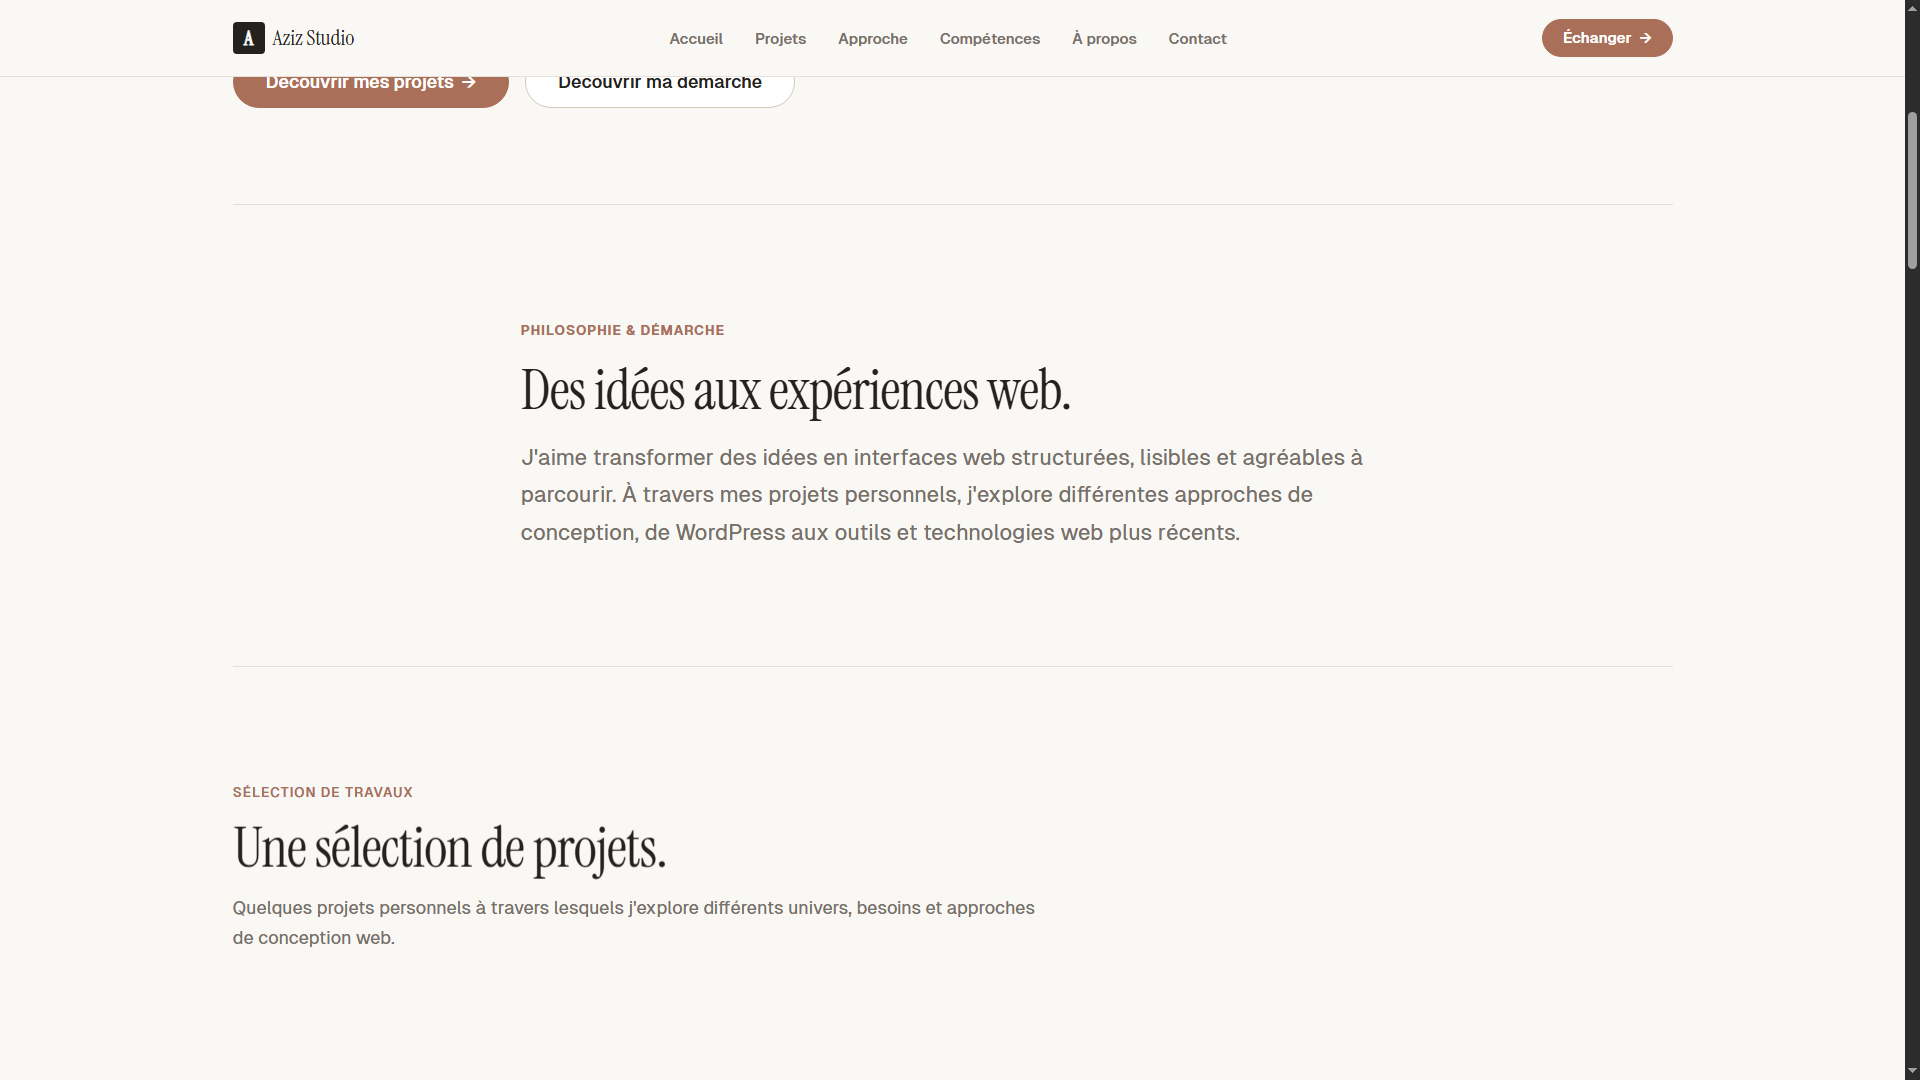 A Aziz Studio
Accueil Projets Approche Compétences À propos Contact
Échanger →
Découvrir mes projets →
Découvrir ma démarche
PHILOSOPHIE & DÉMARCHE
Des idées aux expériences web.
J'aime transformer des idées en interfaces web structurées, lisibles et agréables à
parcourir. À travers mes projets personnels, j'explore différentes approches de
conception, de WordPress aux outils et technologies web plus récents.
SÉLECTION DE TRAVAUX
Une sélection de projets.
Quelques projets personnels à travers lesquels j'explore différents univers, besoins et approches
de conception web.